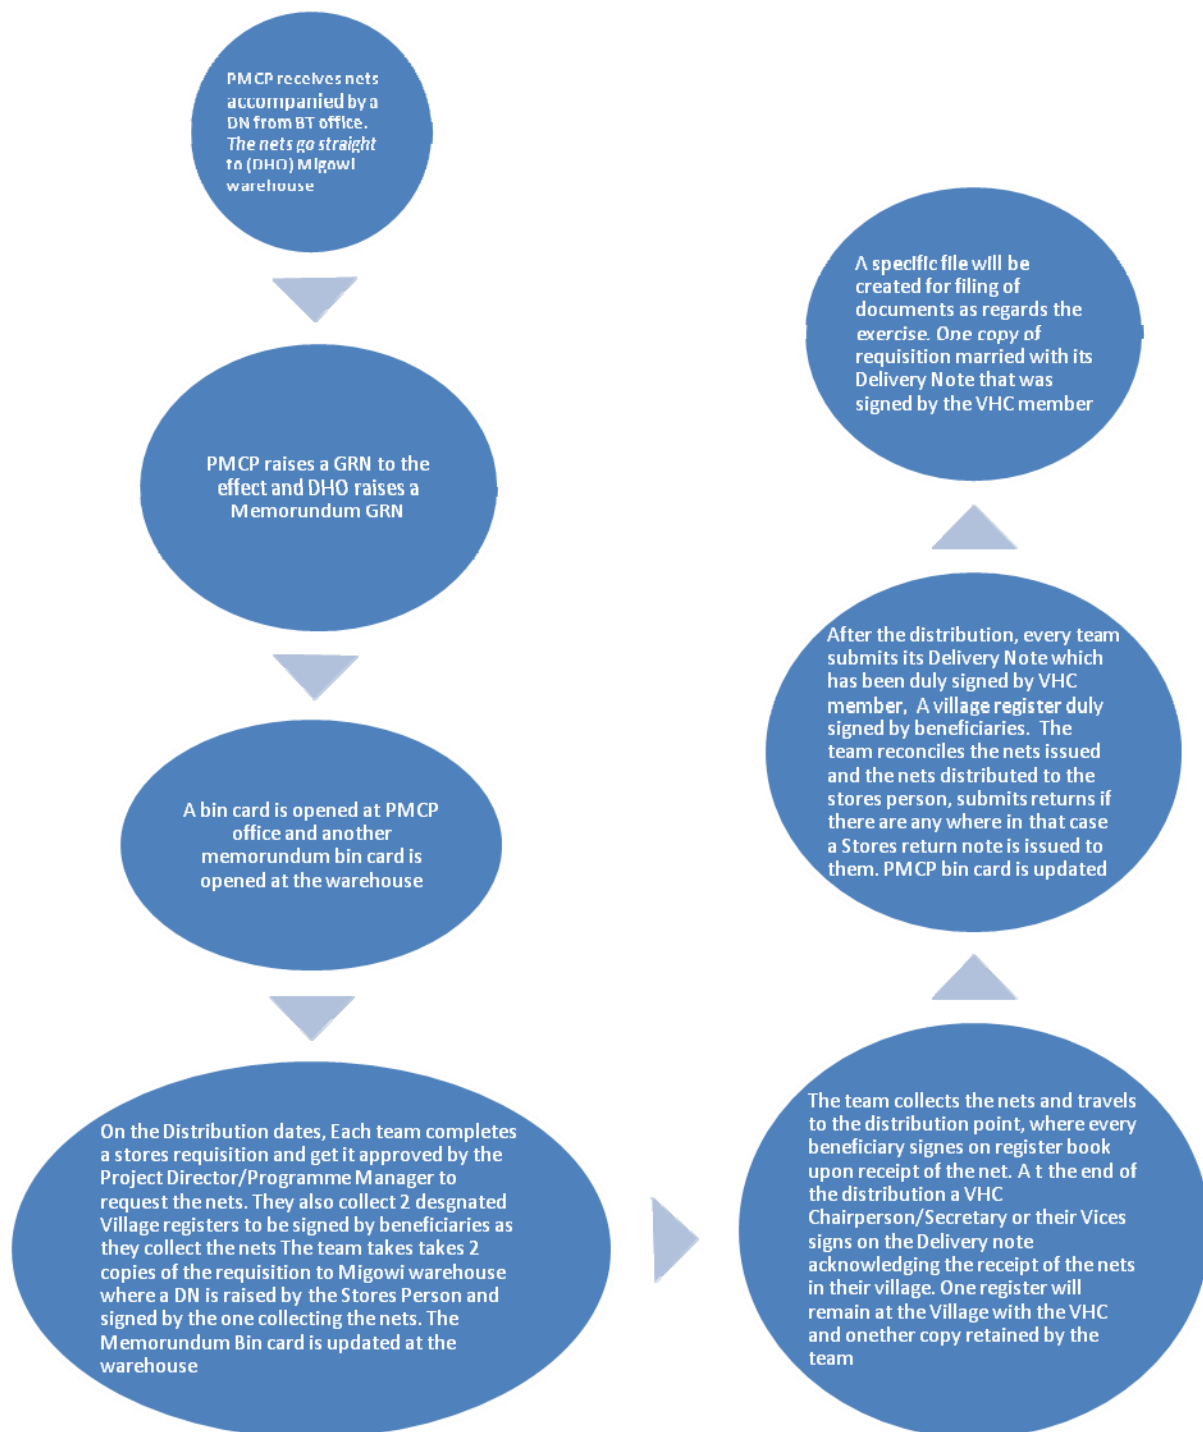 PMCP receives nets
accompanied by a
DN from BT office.
The nets go straight
to (DHO) Migowi
warehouse
PMCP raises a GRN to the
effect and DHO raises a
Memorundum GRN
A bin card is opened at PMCP
office and another
memorundum bin card is
opened at the warehouse
On the Distribution dates, Each team completes
a stores requisition and get it approved by the
Project Director/Programme Manager to
request the nets. They also collect 2 desgnated
Village registers to be signed by beneficiaries as
they collect the nets The team takes takes 2
copies of the requisition to Migowi warehouse
where a DN is raised by the Stores Person and
signed by the one collecting the nets. The
Memorundum Bin card is updated at the
warehouse
The team collects the nets and travels
to the distribution point, where every
beneficiary signes on register book
upon receipt of the net. A t the end of
the distribution a VHC
Chairperson/Secretary or their Vices
signs on the Delivery note
acknowledging the receipt of the nets
in their village. One register will
remain at the Village with the VHC
and onether copy retained by the
team
After the distribution, every team
submits its Delivery Note which
has been duly signed by VHC
member,  A village register duly
signed by beneficiaries.  The
team reconciles the nets issued
and the nets distributed to the
stores person, submits returns if
there are any where in that case
a Stores return note is issued to
them. PMCP bin card is updated
A specific file will be
created for filing of
documents as regards the
exercise. One copy of
requisition married with its
Delivery Note that was
signed by the VHC member